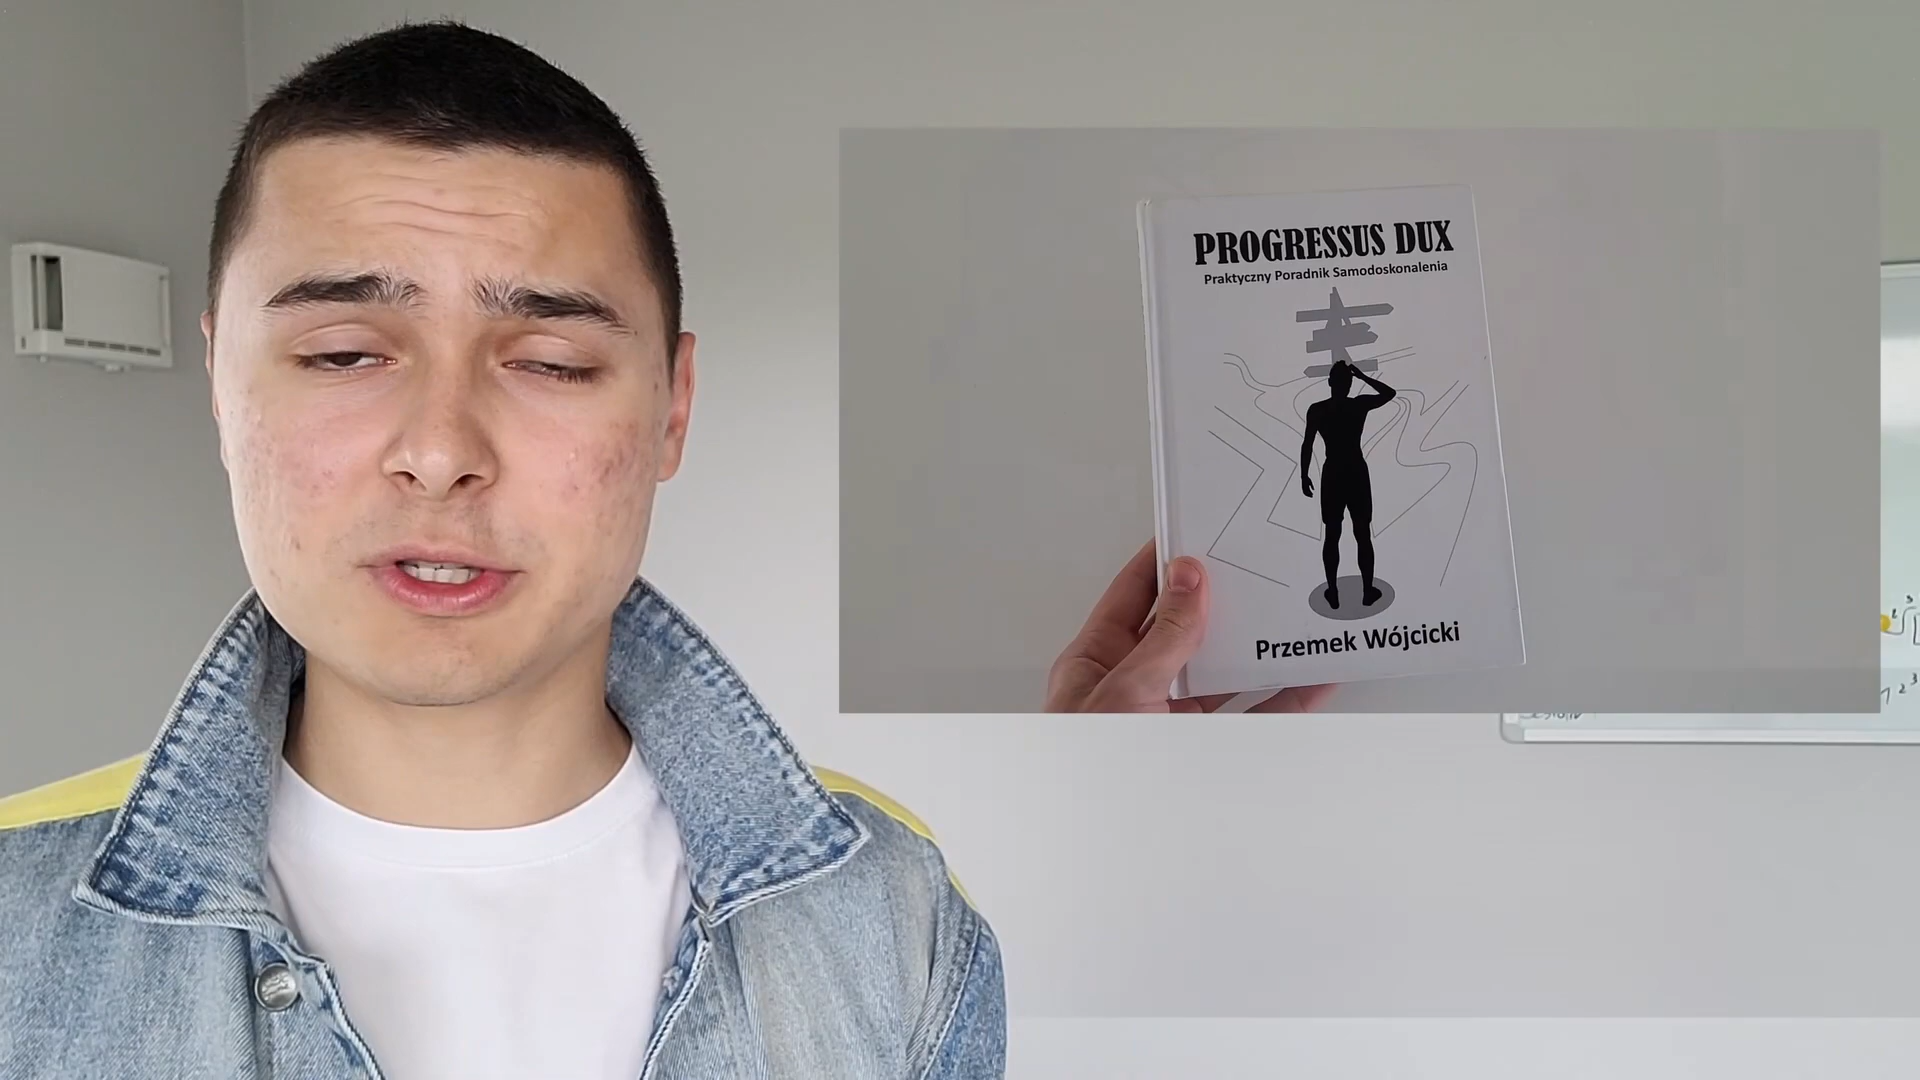 PROGRESSUS DUX
Praktyczny Poradnik Samodoskonalenia
Przemek Wójcicki